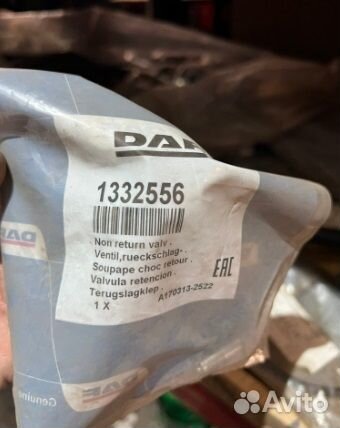 DAF
1332556
Non return valv .
Ventil,rueckschlag- .
Soupape choc retour .
Valvula retencion .
Terugslagklep .
1 X
A170313-2522
EAC
DAF
DAF
Genuine
Avito